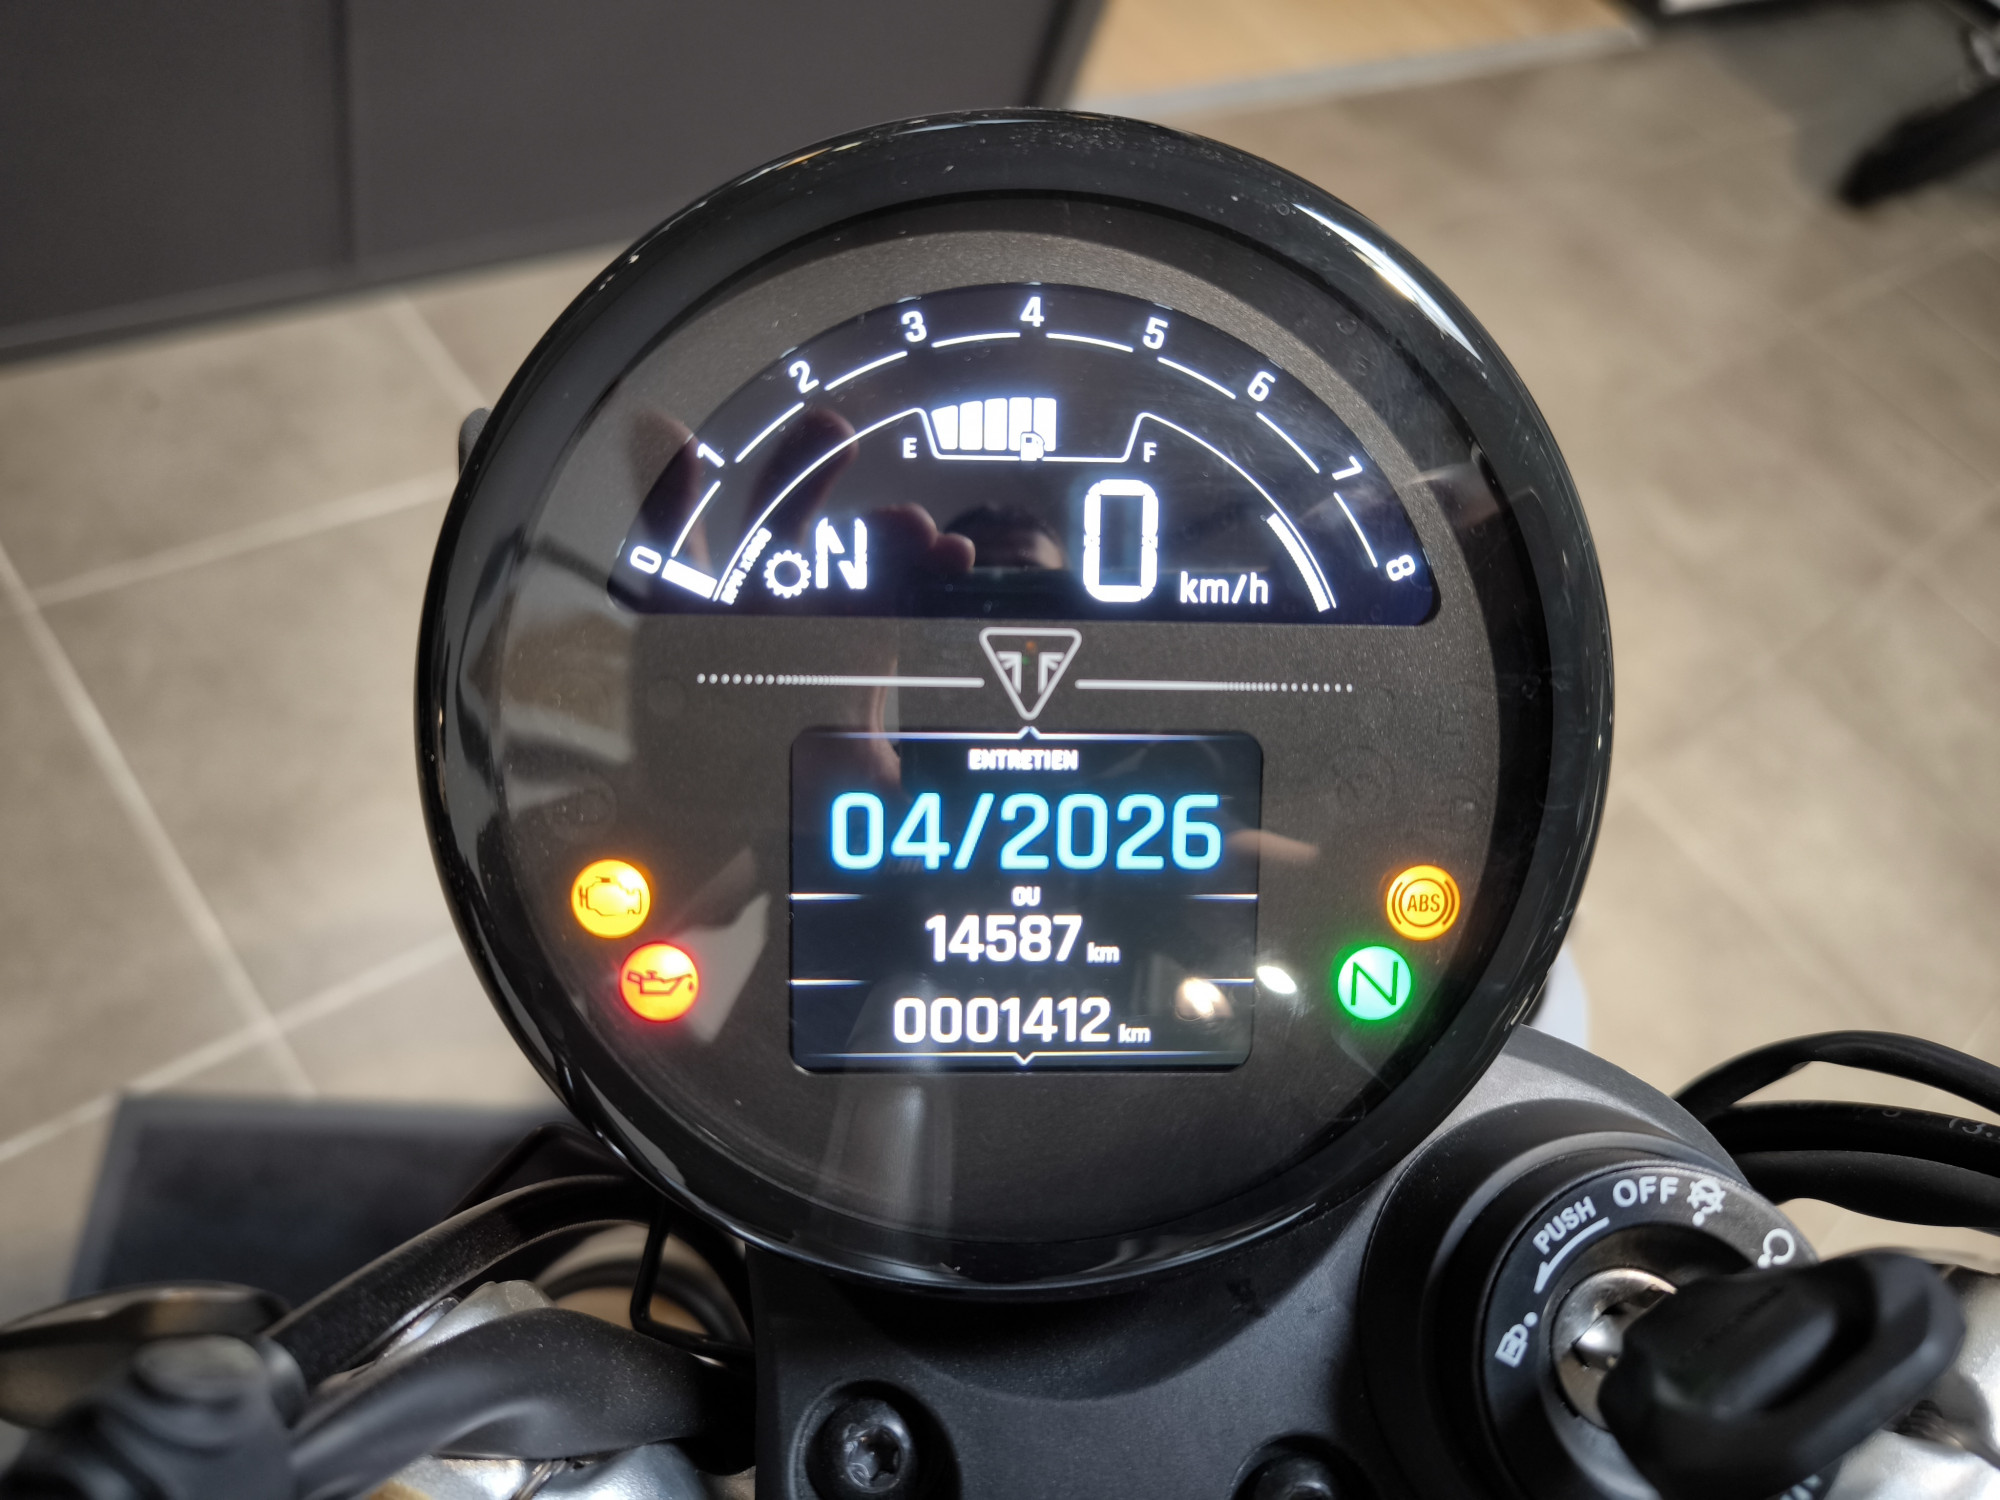 0 1 2 3 4 5 6 7 8
E F
N 0 km/h
ENTRETIEN
04/2026
OU
14587 km
0001412 km
ABS
N
PUSH OFF